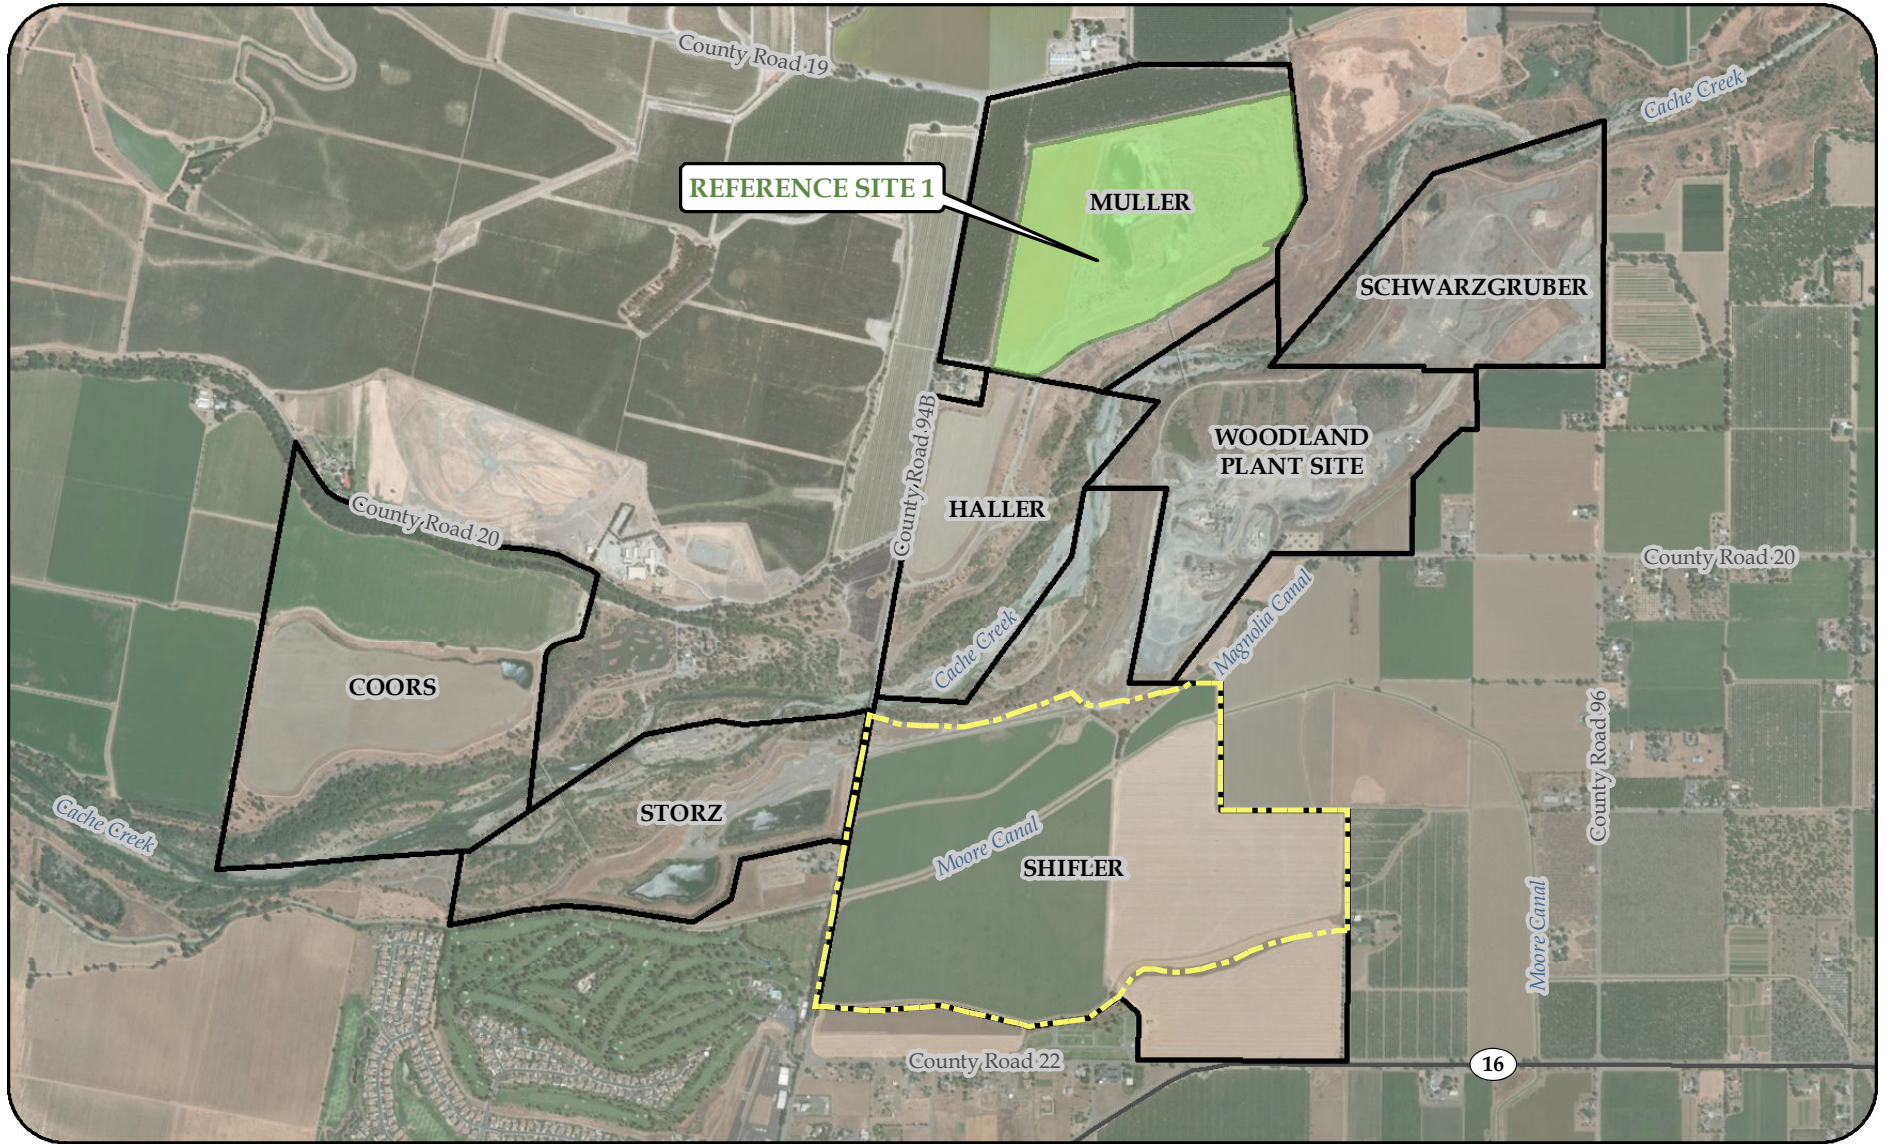 County Road 19
Cache Creek
REFERENCE SITE 1
MULLER
SCHWARZGRUBER
County Road 94B
WOODLAND
PLANT SITE
HALLER
County Road 20
County Road 20
Magnolia Canal
Cache Creek
COORS
County Road 96
STORZ
Cache Creek
Moore Canal
SHIFLER
Moore Canal
County Road 22
16